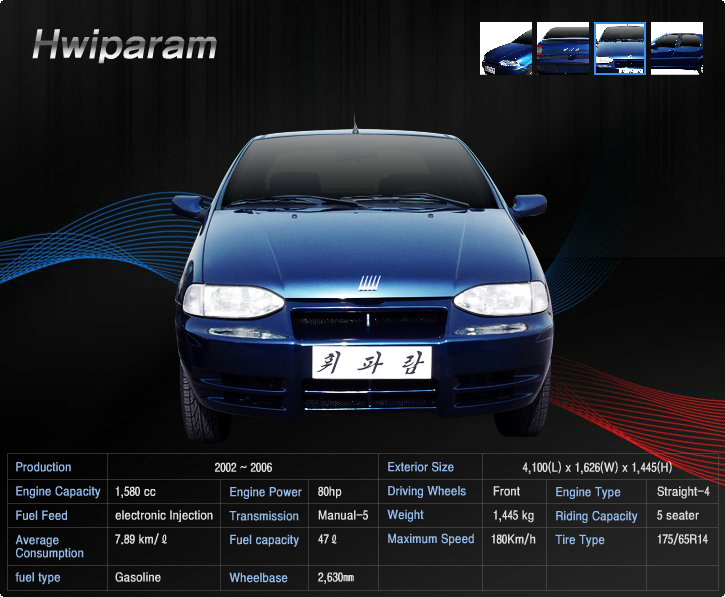 Hwiparam
휘 파 람
Production 2002 ~ 2006 Exterior Size 4,100(L) x 1,626(W) x 1,445(H)
Engine Capacity 1,580 cc Engine Power 80hp Driving Wheels Front Engine Type Straight-4
Fuel Feed electronic Injection Transmission Manual-5 Weight 1,445 kg Riding Capacity 5 seater
Average Consumption 7,89 km/ℓ Fuel capacity 47ℓ Maximum Speed 180Km/h Tire Type 175/65R14
fuel type Gasoline Wheelbase 2,630㎜